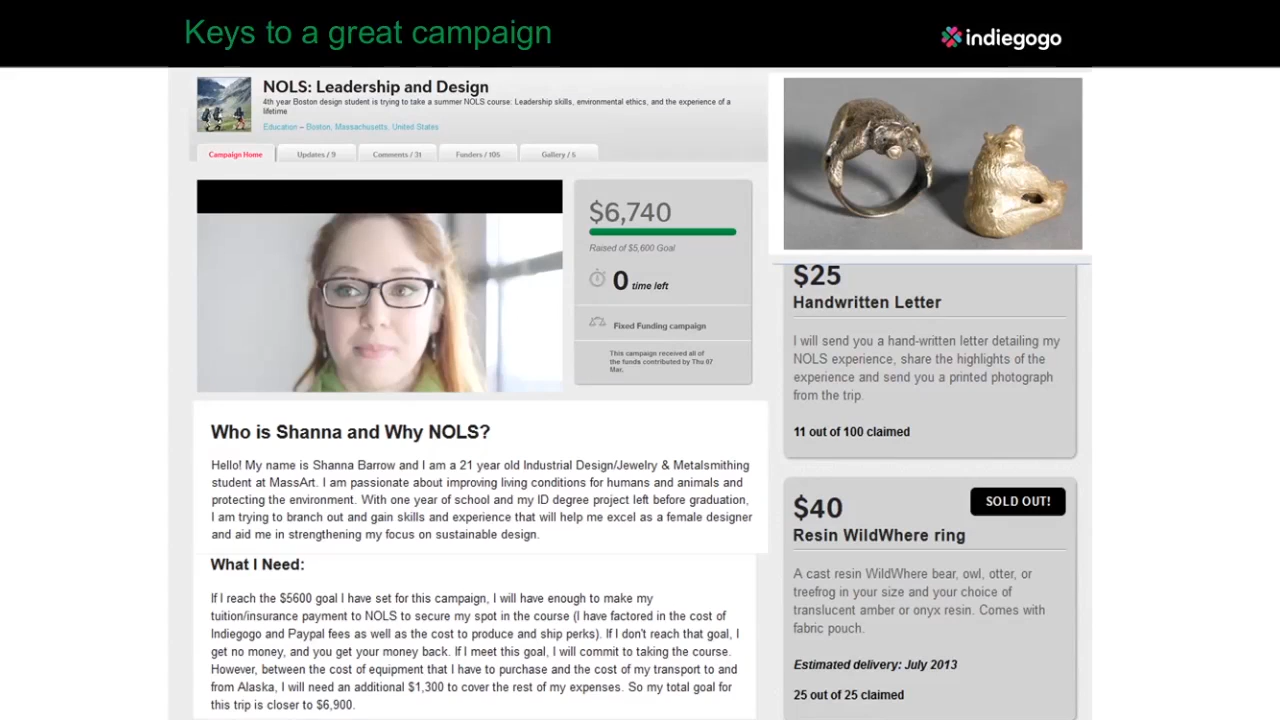 Keys to a great campaign
indiegogo
NOLS: Leadership and Design
4th year Boston design student is trying to take a summer NOLS course: Leadership skills, environmental ethics, and the experience of a
lifetime
Education – Boston, Massachusetts, United States
Campaign Home
Updates / 9
Comments / 31
Funders / 105
Gallery / 6
$6,740
Raised of $5,600 Goal
0 time left
Fixed Funding campaign
This campaign received all of
the funds contributed by Thu 07
Mar.
Who is Shanna and Why NOLS?
Hello! My name is Shanna Barrow and I am a 21 year old Industrial Design/Jewelry & Metalsmithing
student at MassArt. I am passionate about improving living conditions for humans and animals and
protecting the environment. With one year of school and my ID degree project left before graduation,
I am trying to branch out and gain skills and experience that will help me excel as a female designer
and aid me in strengthening my focus on sustainable design.
What I Need:
If I reach the $5600 goal I have set for this campaign, I will have enough to make my
tuition/insurance payment to NOLS to secure my spot in the course (I have factored in the cost of
Indiegogo and Paypal fees as well as the cost to produce and ship perks). If I don't reach that goal, I
get no money, and you get your money back. If I meet this goal, I will commit to taking the course.
However, between the cost of equipment that I have to purchase and the cost of my transport to and
from Alaska, I will need an additional $1,300 to cover the rest of my expenses. So my total goal for
this trip is closer to $6,900.
$25
Handwritten Letter
I will send you a hand-written letter detailing my
NOLS experience, share the highlights of the
experience and send you a printed photograph
from the trip.
11 out of 100 claimed
$40
SOLD OUT!
Resin WildWhere ring
A cast resin WildWhere bear, owl, otter, or
treefrog in your size and your choice of
translucent amber or onyx resin. Comes with
fabric pouch.
Estimated delivery: July 2013
25 out of 25 claimed